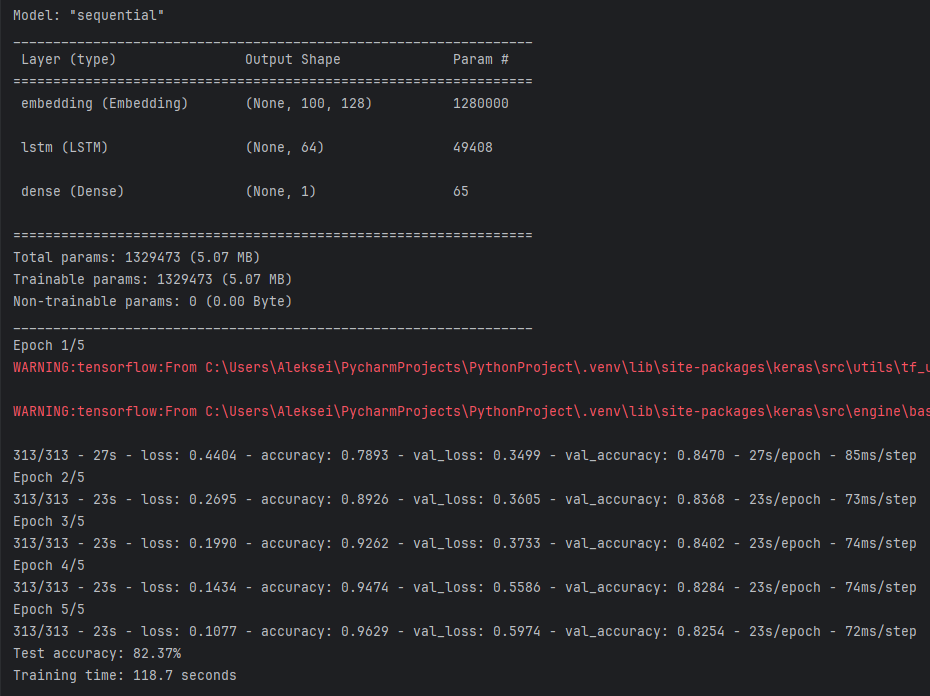 Model: "sequential"
_________________________________________________________________
Layer (type) Output Shape Param #
=================================================================
embedding (Embedding) (None, 100, 128) 1280000
lstm (LSTM) (None, 64) 49408
dense (Dense) (None, 1) 65
=================================================================
Total params: 1329473 (5.07 MB)
Trainable params: 1329473 (5.07 MB)
Non-trainable params: 0 (0.00 Byte)
_________________________________________________________________
Epoch 1/5
WARNING:tensorflow:From C:\Users\Aleksei\PycharmProjects\PythonProject\.venv\lib\site-packages\keras\src\utils\tf_u
WARNING:tensorflow:From C:\Users\Aleksei\PycharmProjects\PythonProject\.venv\lib\site-packages\keras\src\engine\bas
313/313 - 27s - loss: 0.4404 - accuracy: 0.7893 - val_loss: 0.3499 - val_accuracy: 0.8470 - 27s/epoch - 85ms/step
Epoch 2/5
313/313 - 23s - loss: 0.2695 - accuracy: 0.8926 - val_loss: 0.3605 - val_accuracy: 0.8368 - 23s/epoch - 73ms/step
Epoch 3/5
313/313 - 23s - loss: 0.1990 - accuracy: 0.9262 - val_loss: 0.3733 - val_accuracy: 0.8402 - 23s/epoch - 74ms/step
Epoch 4/5
313/313 - 23s - loss: 0.1434 - accuracy: 0.9474 - val_loss: 0.5586 - val_accuracy: 0.8284 - 23s/epoch - 74ms/step
Epoch 5/5
313/313 - 23s - loss: 0.1077 - accuracy: 0.9629 - val_loss: 0.5974 - val_accuracy: 0.8254 - 23s/epoch - 72ms/step
Test accuracy: 82.37%
Training time: 118.7 seconds